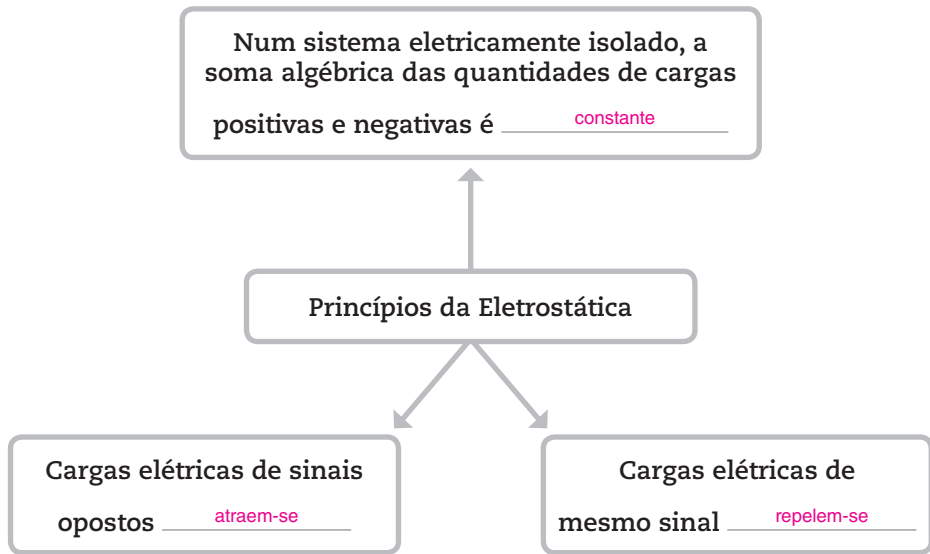 Num sistema eletricamente isolado, a
soma algébrica das quantidades de cargas
positivas e negativas é constante
Princípios da Eletrostática
Cargas elétricas de sinais
opostos atraem-se
Cargas elétricas de
mesmo sinal repelem-se